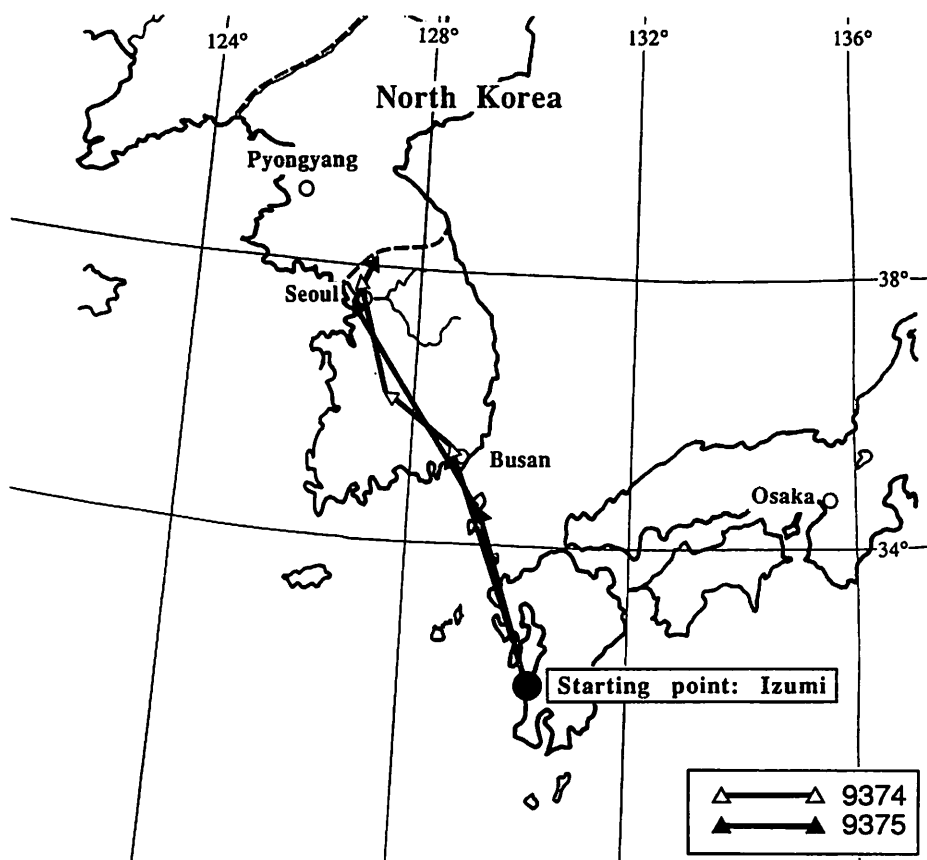 124°
128°
132°
136°
North Korea
Pyongyang
38°
Seoul
Busan
Osaka
34°
Starting point: Izumi
9374
9375